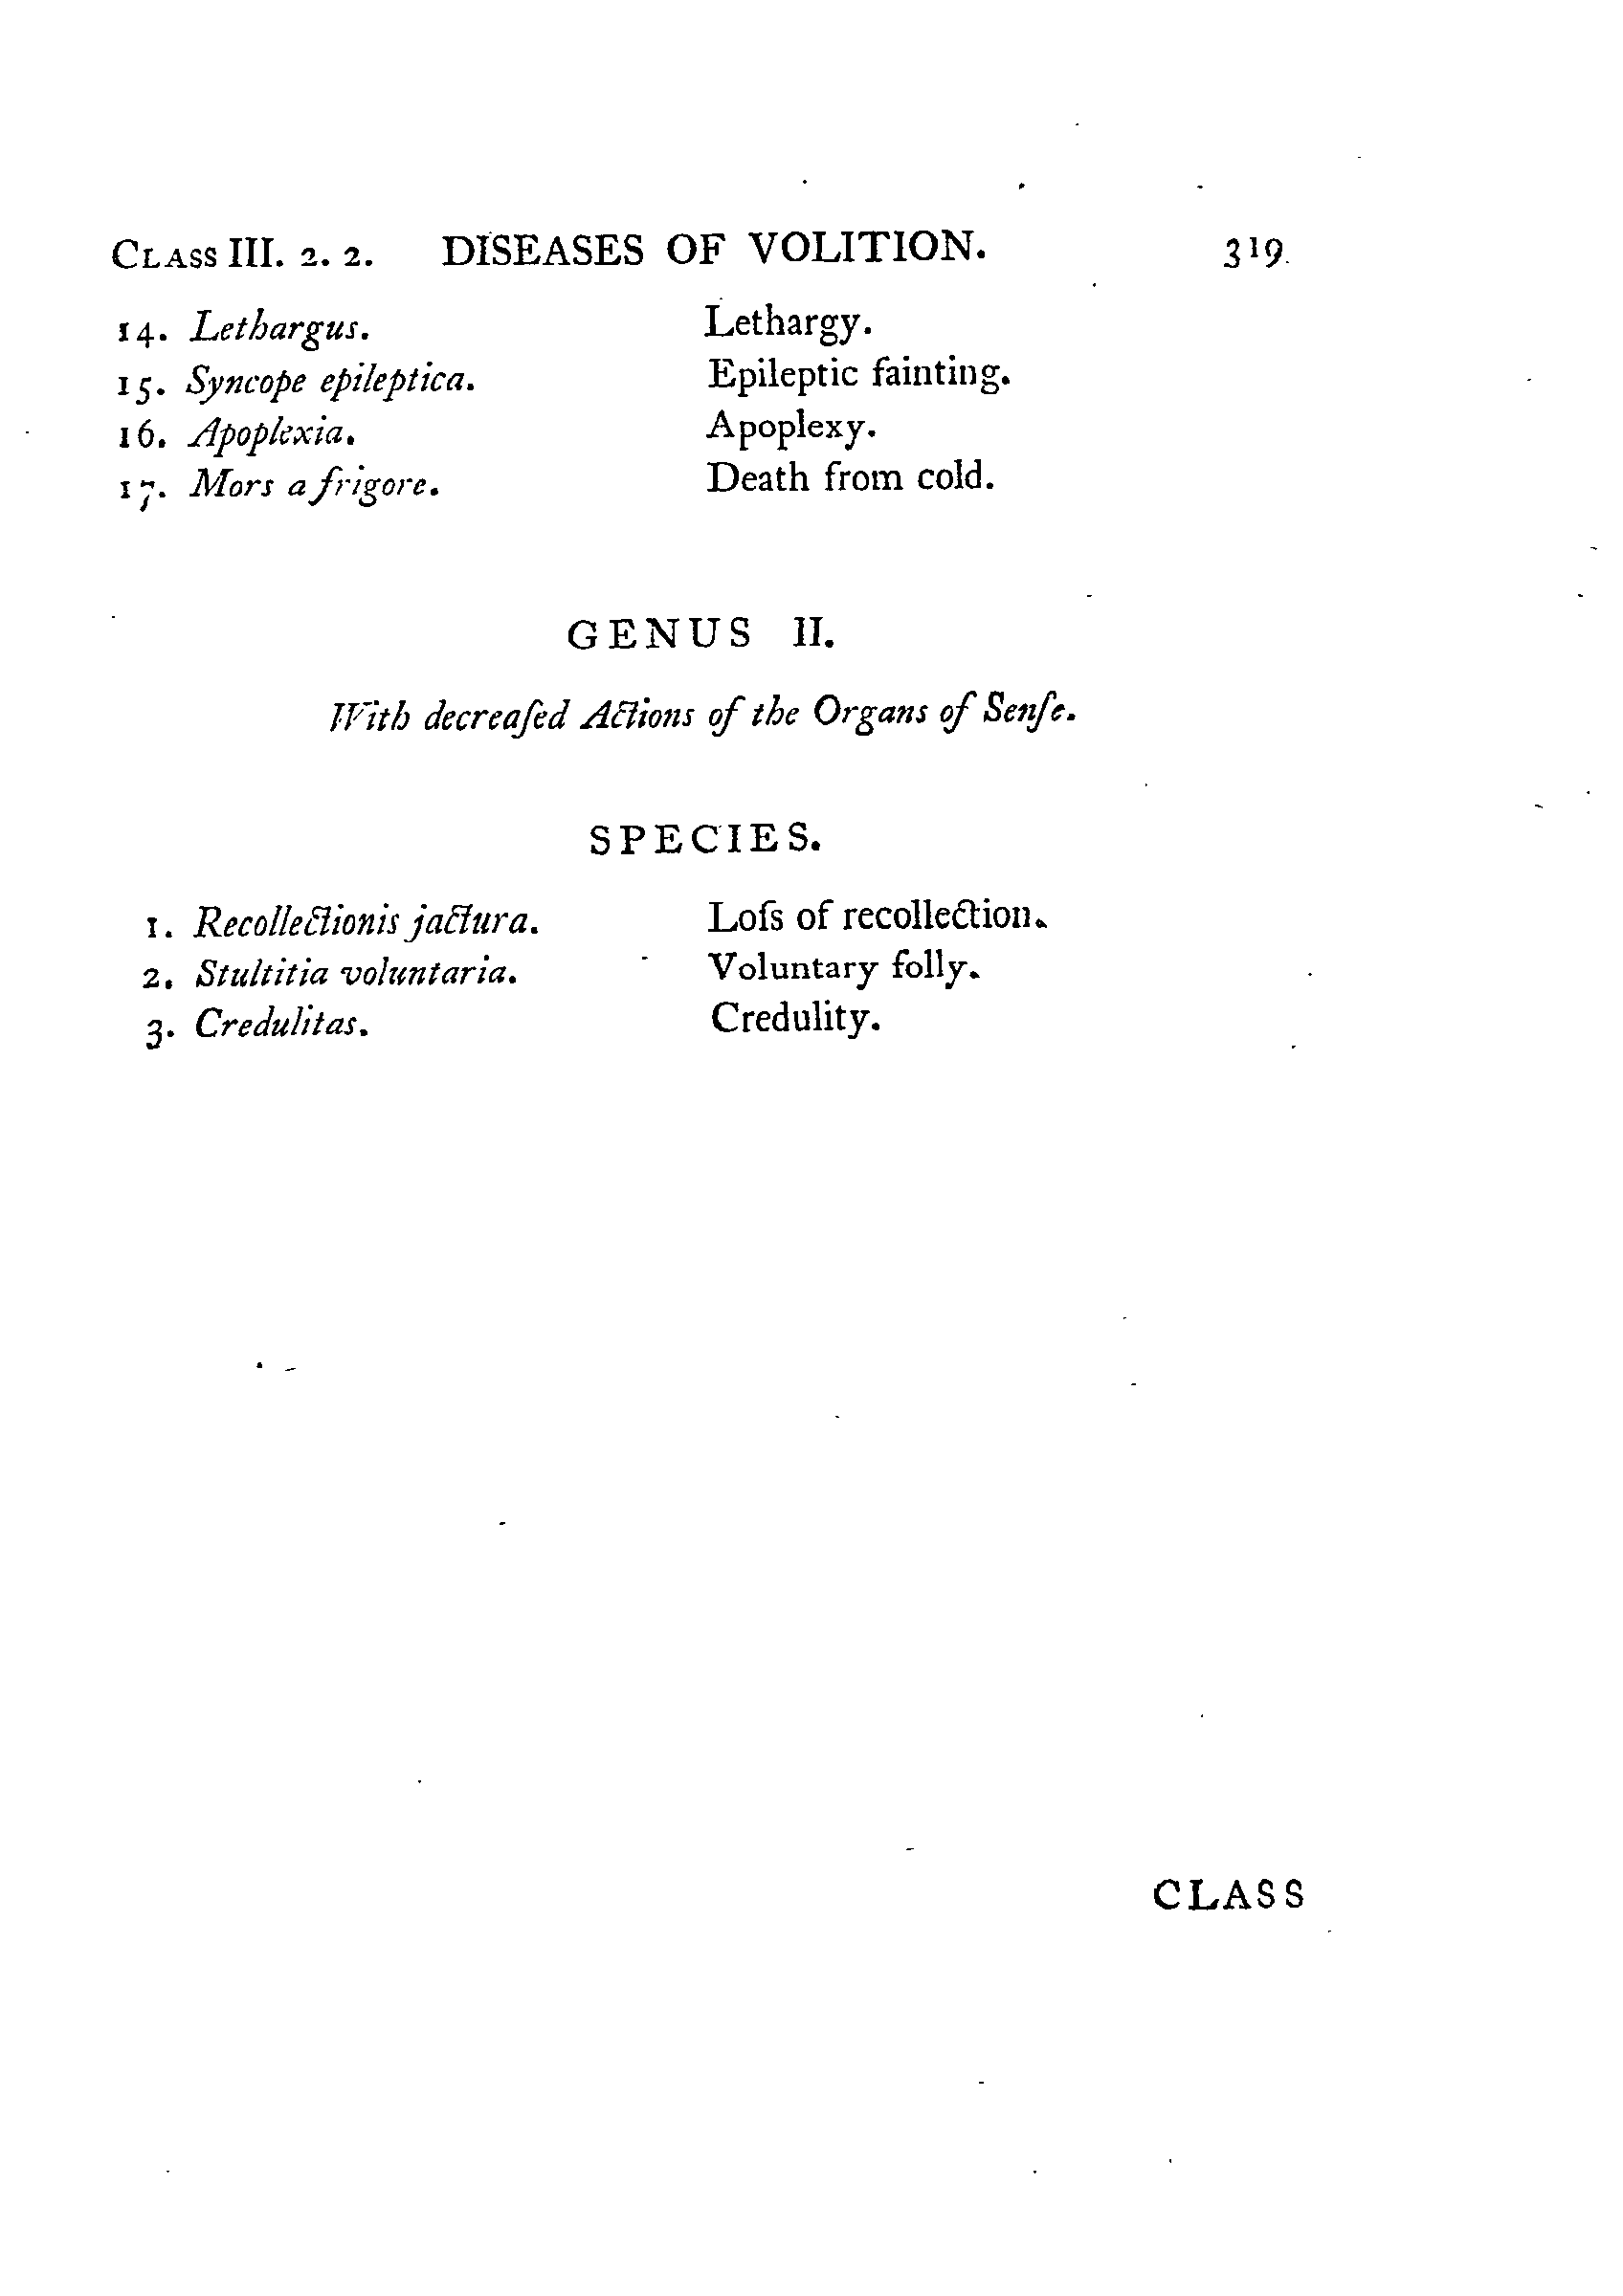 CLASS III. 2. 2. DISEASES OF VOLITION. 319
14. Lethargus. Lethargy.
15. Syncope epileptica. Epileptic fainting.
16. Apoplexia. Apoplexy.
17. Mors a frigore. Death from cold.
GENUS II.
With decreaſed Actions of the Organs of Senſe.
SPECIES.
1. Recollectionis jactura. Loſs of recollection.
2. Stultitia voluntaria. Voluntary folly.
3. Credulitas. Credulity.
CLASS